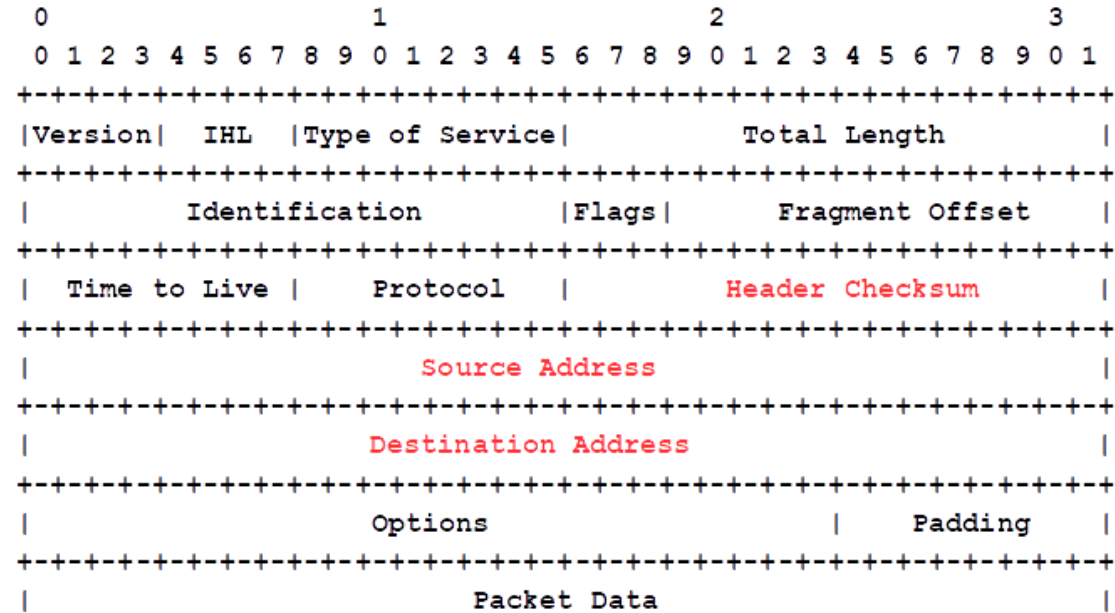 0                   1                   2                   3
 0 1 2 3 4 5 6 7 8 9 0 1 2 3 4 5 6 7 8 9 0 1 2 3 4 5 6 7 8 9 0 1
+-+-+-+-+-+-+-+-+-+-+-+-+-+-+-+-+-+-+-+-+-+-+-+-+-+-+-+-+-+-+-+-+
|Version|  IHL  |Type of Service|          Total Length         |
+-+-+-+-+-+-+-+-+-+-+-+-+-+-+-+-+-+-+-+-+-+-+-+-+-+-+-+-+-+-+-+-+
|         Identification        |Flags|      Fragment Offset    |
+-+-+-+-+-+-+-+-+-+-+-+-+-+-+-+-+-+-+-+-+-+-+-+-+-+-+-+-+-+-+-+-+
|  Time to Live |    Protocol   |         Header Checksum       |
+-+-+-+-+-+-+-+-+-+-+-+-+-+-+-+-+-+-+-+-+-+-+-+-+-+-+-+-+-+-+-+-+
|                       Source Address                          |
+-+-+-+-+-+-+-+-+-+-+-+-+-+-+-+-+-+-+-+-+-+-+-+-+-+-+-+-+-+-+-+-+
|                    Destination Address                        |
+-+-+-+-+-+-+-+-+-+-+-+-+-+-+-+-+-+-+-+-+-+-+-+-+-+-+-+-+-+-+-+-+
|                    Options                    |    Padding    |
+-+-+-+-+-+-+-+-+-+-+-+-+-+-+-+-+-+-+-+-+-+-+-+-+-+-+-+-+-+-+-+-+
|                          Packet Data                          |